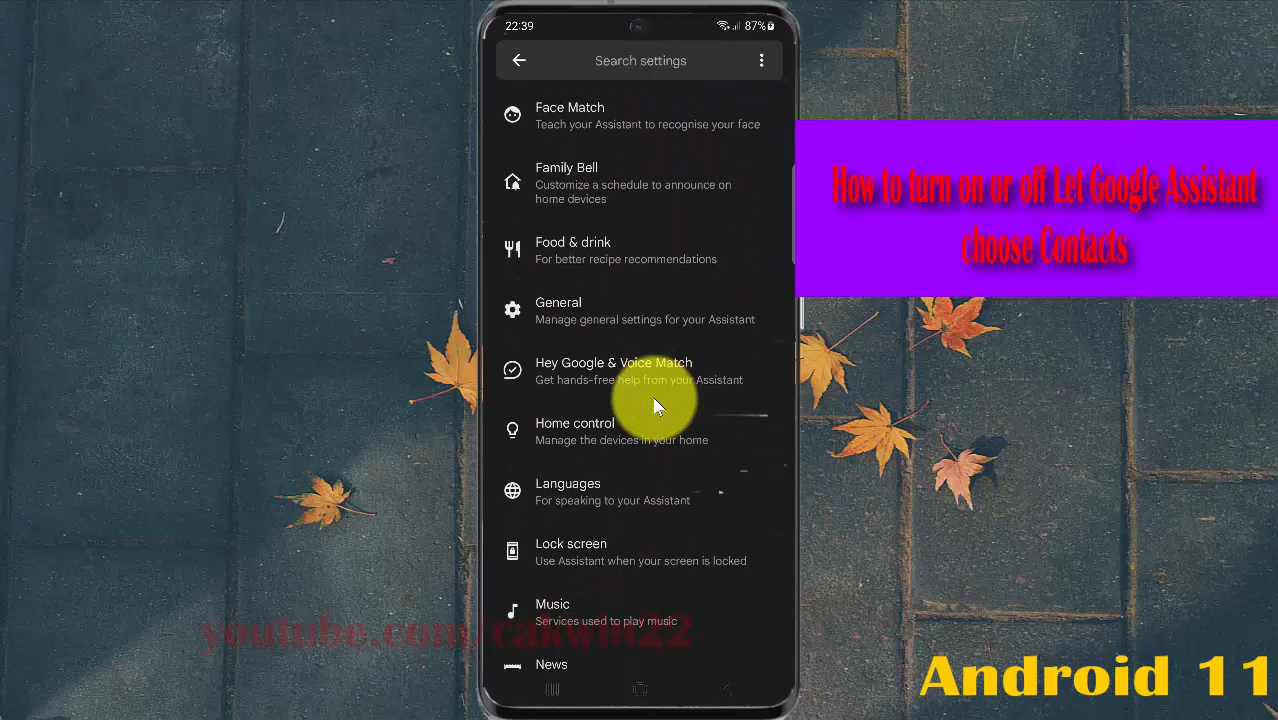 22:39
87%
Search settings
Face Match
Teach your Assistant to recognise your face
Family Bell
Customize a schedule to announce on
home devices
Food & drink
For better recipe recommendations
General
Manage general settings for your Assistant
Hey Google & Voice Match
Get hands-free help from your Assistant
Home control
Manage the devices in your home
Languages
For speaking to your Assistant
Lock screen
Use Assistant when your screen is locked
Music
Services used to play music
News
How to turn on or off Let Google Assistant
choose Contacts
youtube.com/cakwin22
Android 11